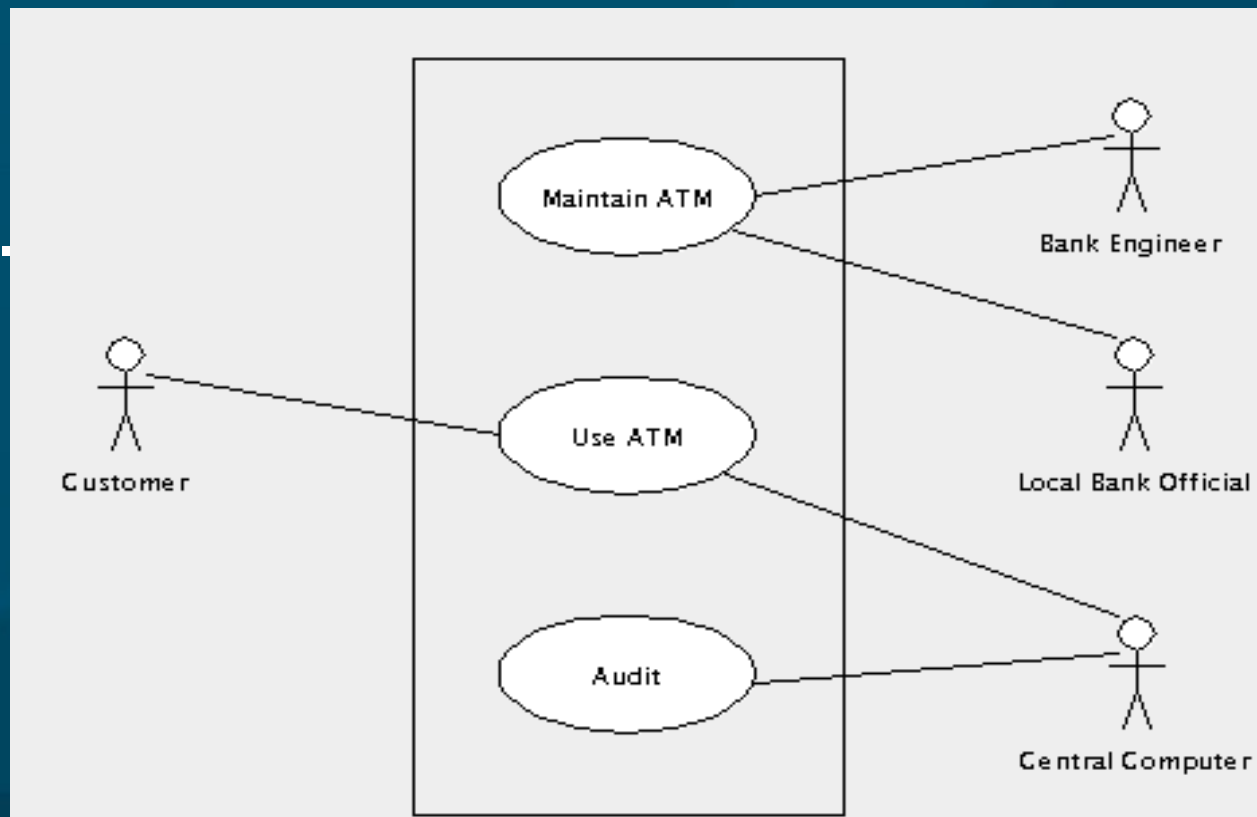 Maintain ATM
Bank Engineer
Customer
Use ATM
Local Bank Official
Audit
Central Computer